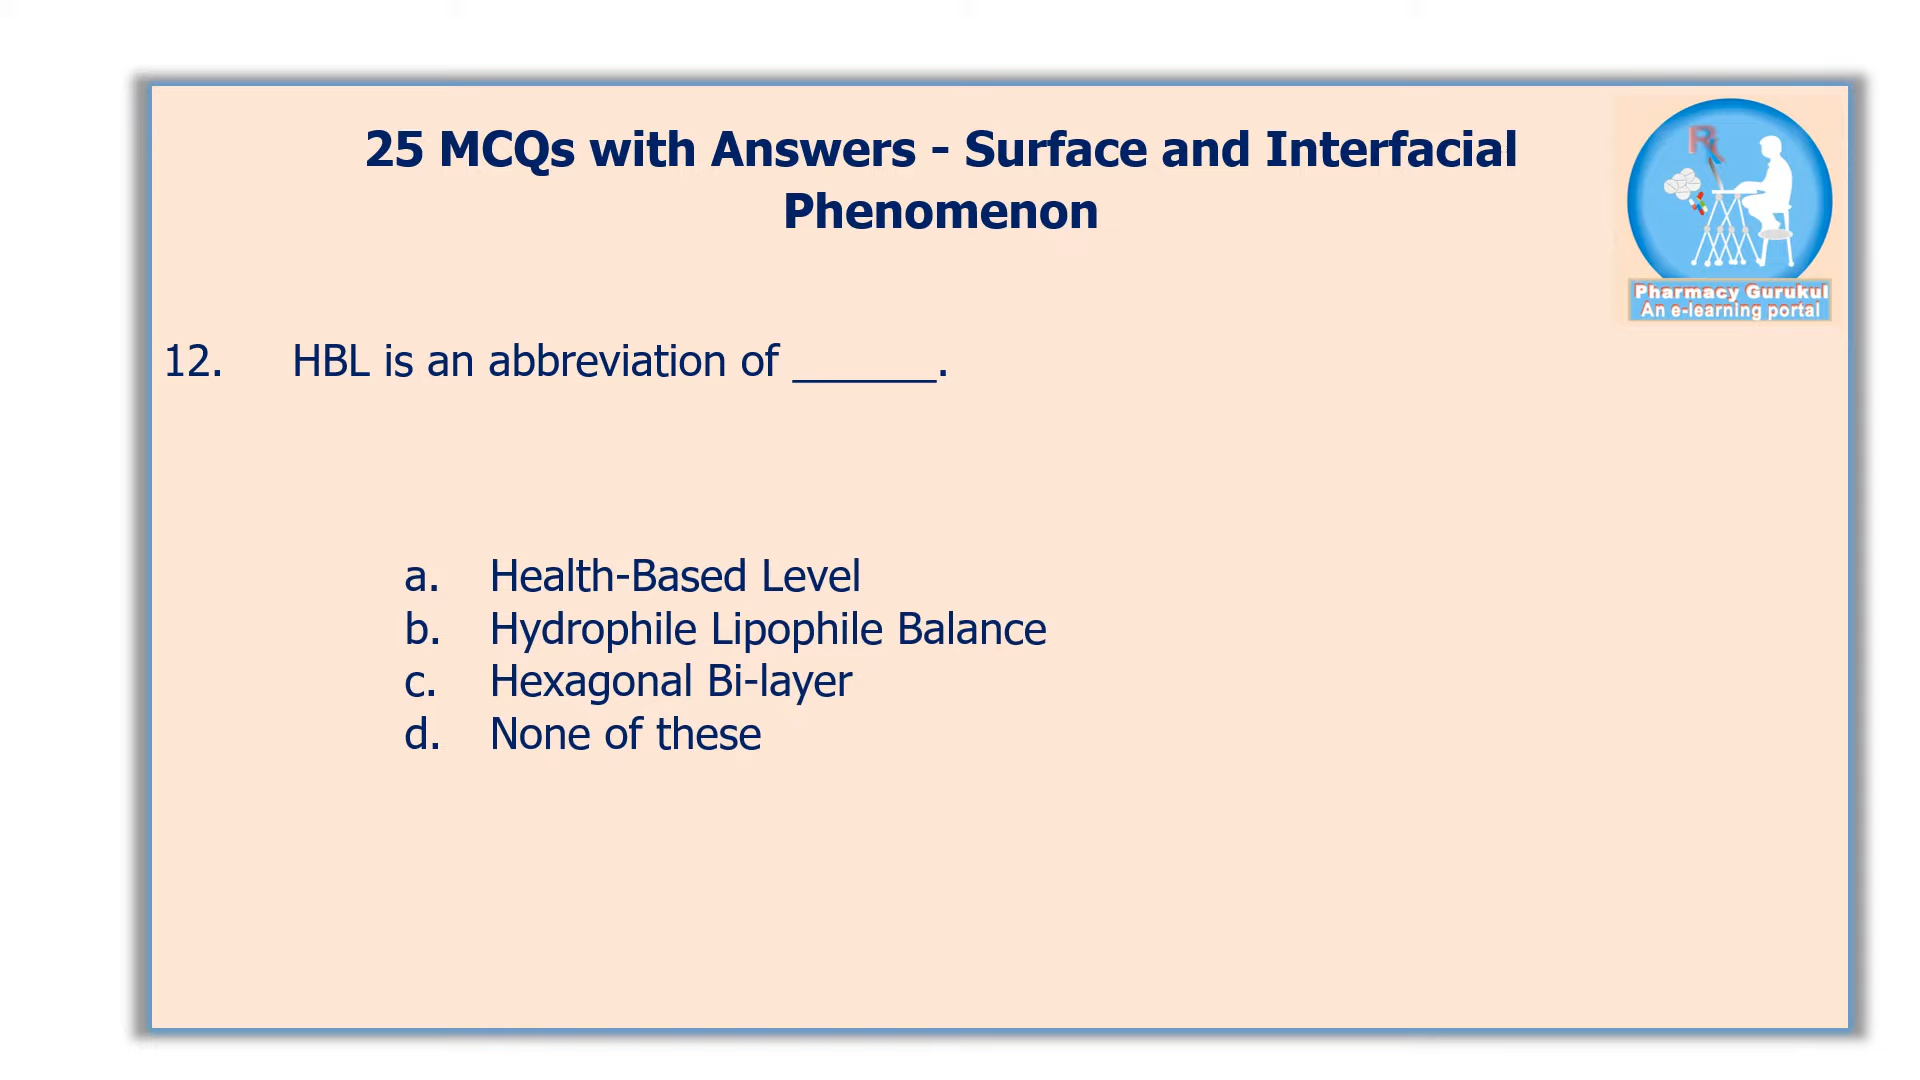 25 MCQs with Answers - Surface and Interfacial
Phenomenon
Rx
Pharmacy Gurukul
An e-learning portal
12. HBL is an abbreviation of ______.
a. Health-Based Level
b. Hydrophile Lipophile Balance
c. Hexagonal Bi-layer
d. None of these